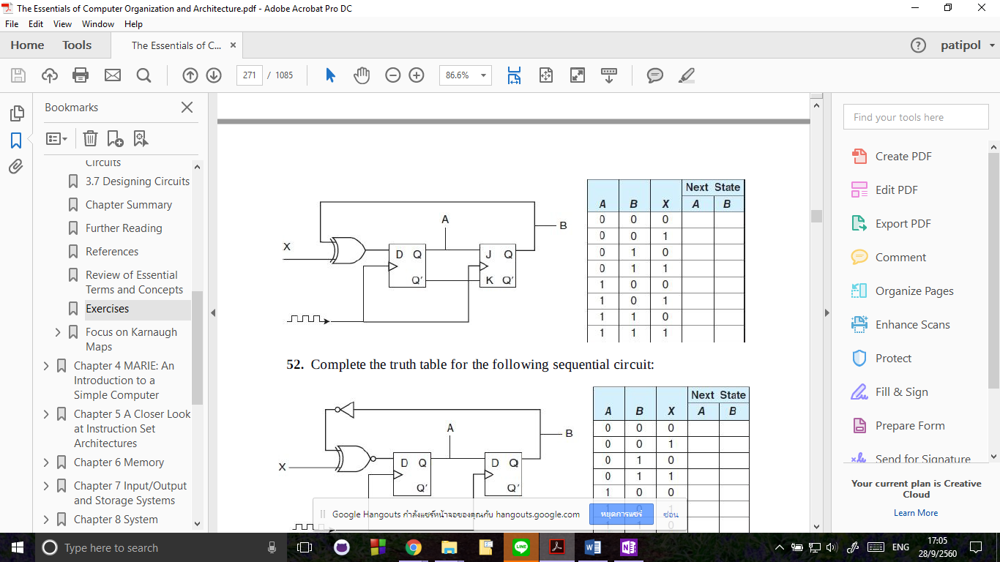 The Essentials of Computer Organization and Architecture.pdf - Adobe Acrobat Pro DC
File Edit View Window Help
Home Tools The Essentials of C... × ? patipol
271 / 1085 86.6%
Bookmarks
Circuits
3.7 Designing Circuits
Chapter Summary
Further Reading
References
Review of Essential
Terms and Concepts
Exercises
Focus on Karnaugh
Maps
Chapter 4 MARIE: An
Introduction to a
Simple Computer
Chapter 5 A Closer Look
at Instruction Set
Architectures
Chapter 6 Memory
Chapter 7 Input/Output
and Storage Systems
Chapter 8 System
X A B
D Q J Q
Q' K Q'
Next State
A B X A B
0 0 0
0 0 1
0 1 0
0 1 1
1 0 0
1 0 1
1 1 0
1 1 1
52. Complete the truth table for the following sequential circuit:
A B
X D Q D Q
Q' Q'
Next State
A B X A B
0 0 0
0 0 1
0 1 0
0 1 1
1 0 0
1 0 1
1 1 0
Google Hangouts กำลังแชร์หน้าจอของคุณกับ hangouts.google.com หยุดการแชร์ ซ่อน
Find your tools here
Create PDF
Edit PDF
Export PDF
Comment
Organize Pages
Enhance Scans
Protect
Fill & Sign
Prepare Form
Send for Signature
Your current plan is Creative
Cloud
Learn More
Type here to search
LINE
ENG
17:05
28/9/2560